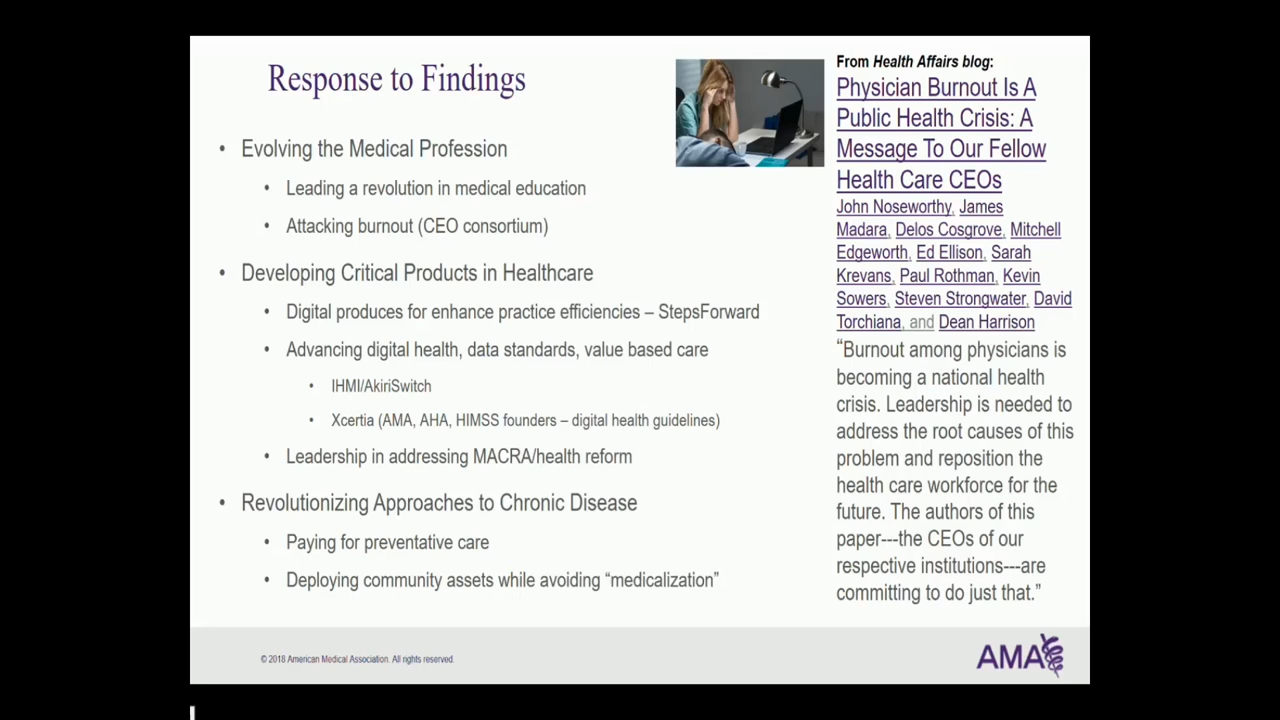 Response to Findings
• Evolving the Medical Profession
• Leading a revolution in medical education
• Attacking burnout (CEO consortium)
• Developing Critical Products in Healthcare
• Digital produces for enhance practice efficiencies – StepsForward
• Advancing digital health, data standards, value based care
• IHMI/AkiriSwitch
• Xcertia (AMA, AHA, HIMSS founders – digital health guidelines)
• Leadership in addressing MACRA/health reform
• Revolutionizing Approaches to Chronic Disease
• Paying for preventative care
• Deploying community assets while avoiding “medicalization”
From Health Affairs blog:
Physician Burnout Is A
Public Health Crisis: A
Message To Our Fellow
Health Care CEOs
John Noseworthy, James
Madara, Delos Cosgrove, Mitchell
Edgeworth, Ed Ellison, Sarah
Krevans, Paul Rothman, Kevin
Sowers, Steven Strongwater, David
Torchiana, and Dean Harrison
“Burnout among physicians is
becoming a national health
crisis. Leadership is needed to
address the root causes of this
problem and reposition the
health care workforce for the
future. The authors of this
paper---the CEOs of our
respective institutions---are
committing to do just that.”
© 2018 American Medical Association. All rights reserved.
AMA